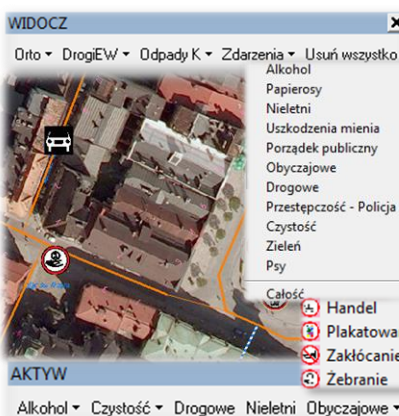 WIDOCZ
Orto DrogiEW Odpady K Zdarzenia Usuń wszystko
Alkohol
Papierosy
Nieletni
Uszkodzenia mienia
Porządek publiczny
Obyczajowe
Drogowe
Przestępczość - Policja
Czystość
Zieleń
Psy
Całość
Handel
Plakatowa
Zakłócanie
Żebranie
AKTYW
Alkohol Czystość Drogowe Nieletni Obyczajowe